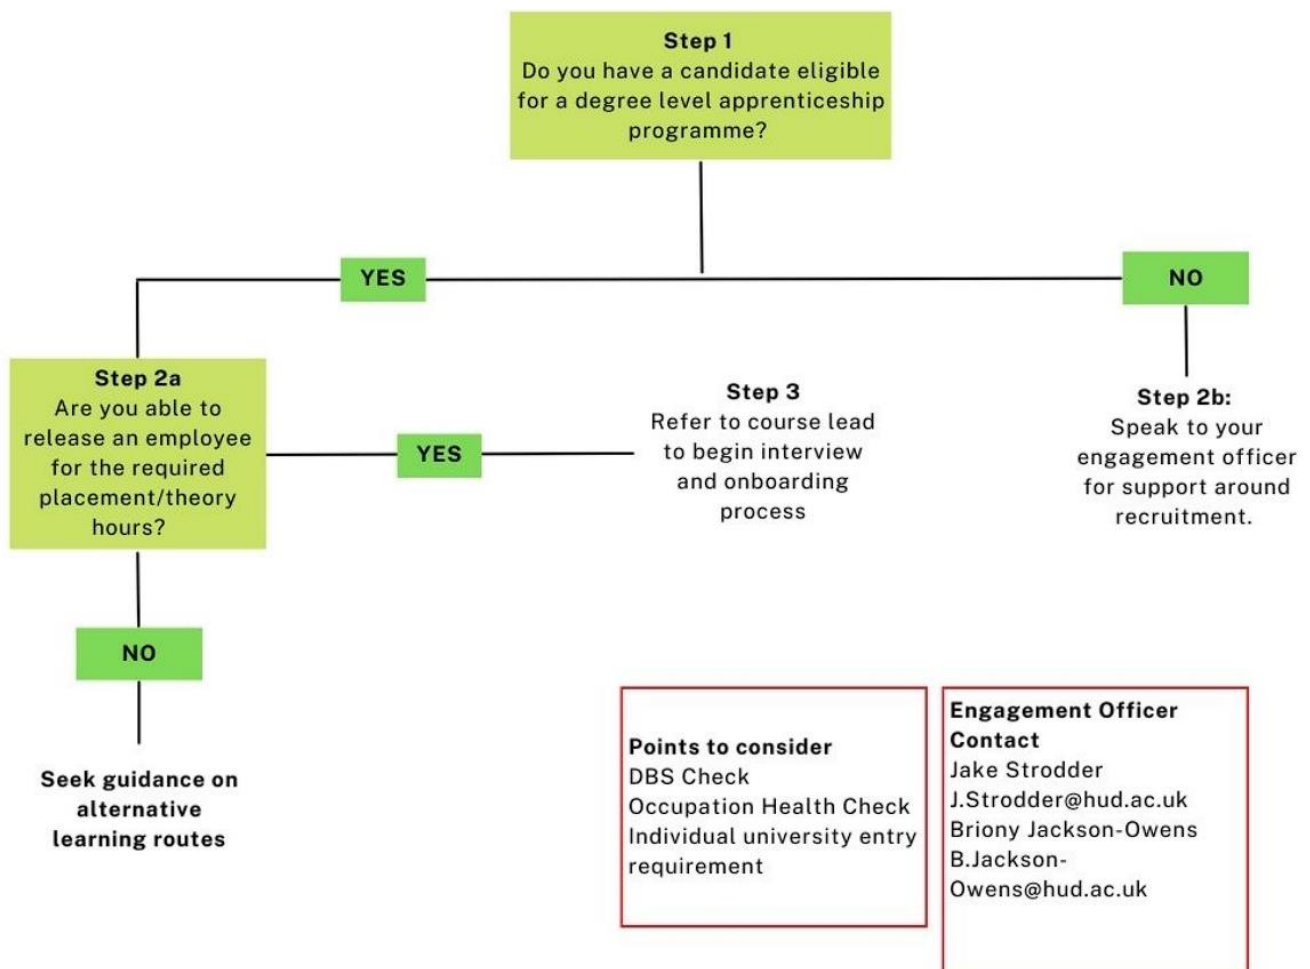 Step 1
Do you have a candidate eligible
for a degree level apprenticeship
programme?
YES
NO
Step 2a
Are you able to
release an employee
for the required
placement/theory
hours?
YES
Step 3
Refer to course lead
to begin interview
and onboarding
process
Step 2b:
Speak to your
engagement officer
for support around
recruitment.
NO
Seek guidance on
alternative
learning routes
Points to consider
DBS Check
Occupation Health Check
Individual university entry
requirement
Engagement Officer
Contact
Jake Strodder
J.Strodder@hud.ac.uk
Briony Jackson-Owens
B.Jackson-
Owens@hud.ac.uk